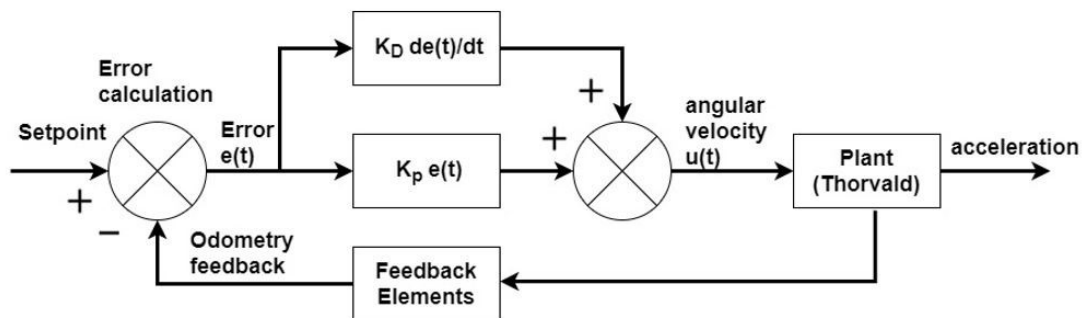 K_D de(t)/dt
Error
calculation
Setpoint
Error
e(t)
+
−
K_p e(t)
+
+
angular
velocity
u(t)
Plant
(Thorvald)
acceleration
Odometry
feedback
Feedback
Elements